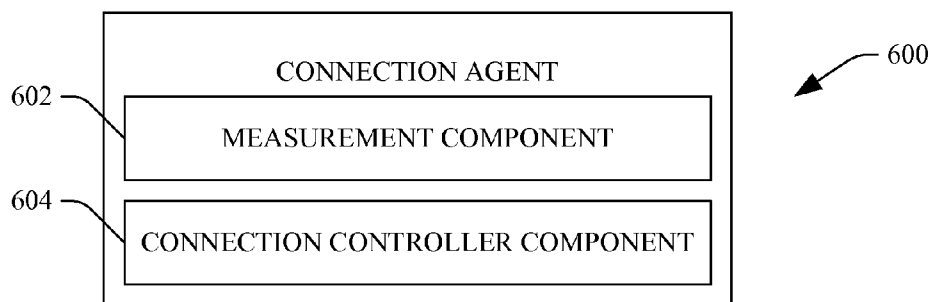 600
CONNECTION AGENT
602
MEASUREMENT COMPONENT
604
CONNECTION CONTROLLER COMPONENT